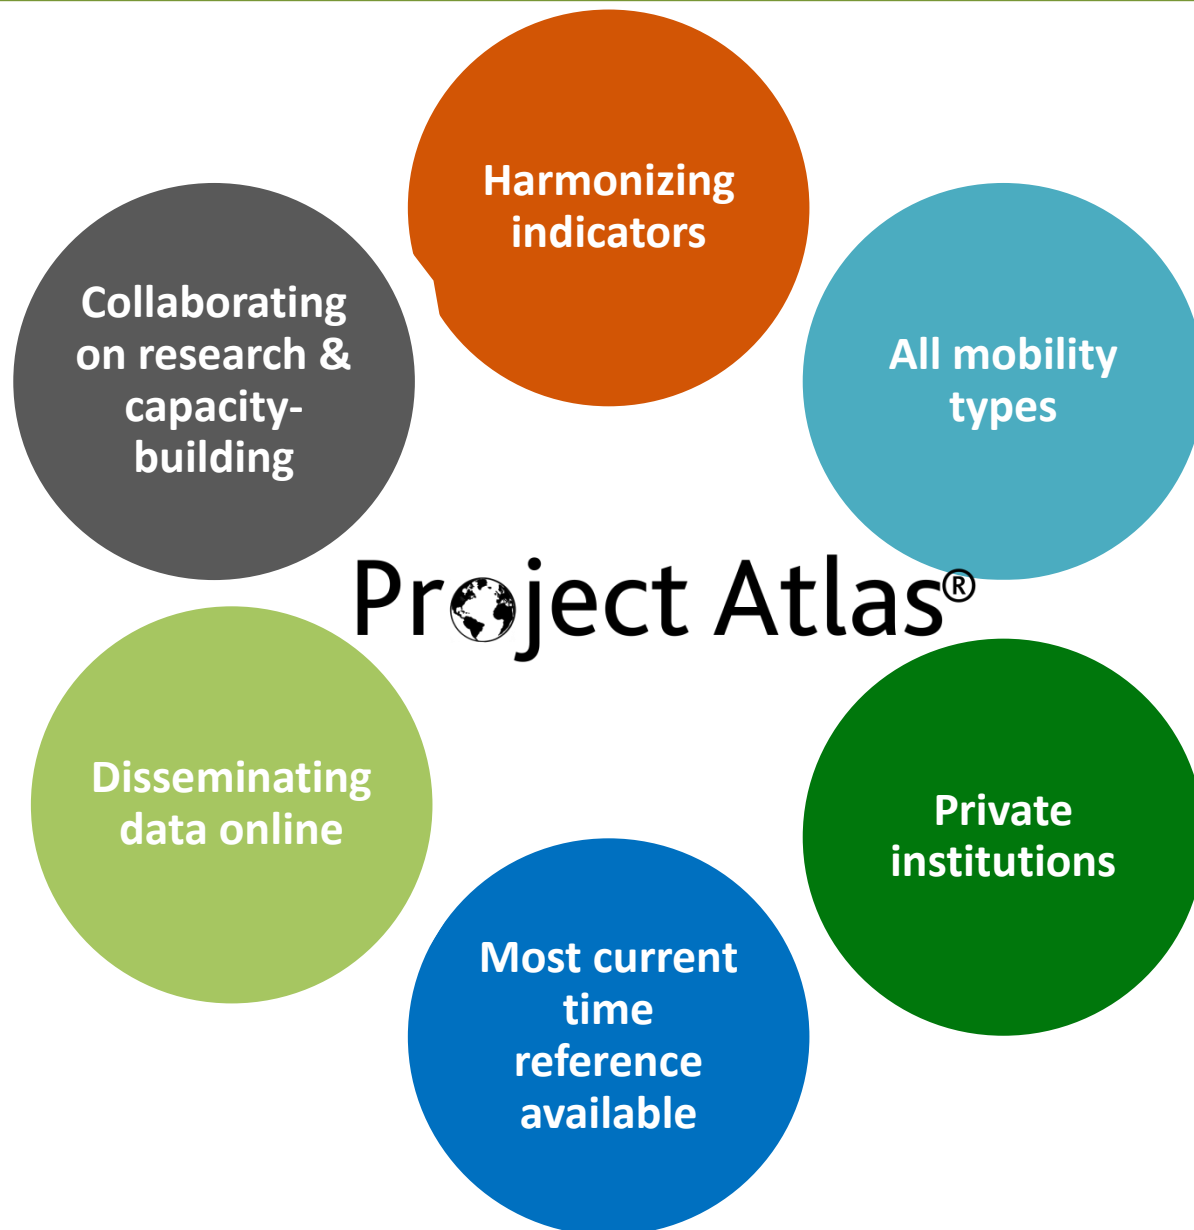 Harmonizing
indicators
All mobility
types
Private
institutions
Most current
time
reference
available
Disseminating
data online
Collaborating
on research &
capacity-
building
Project Atlas®